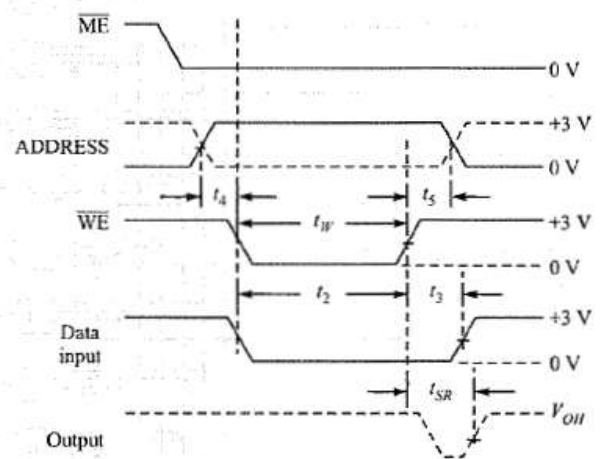 ME
0 V
+3 V
ADDRESS
0 V
t4
t5
WE
tW
+3 V
0 V
t2
t3
+3 V
Data
input
0 V
tSR
VOH
Output